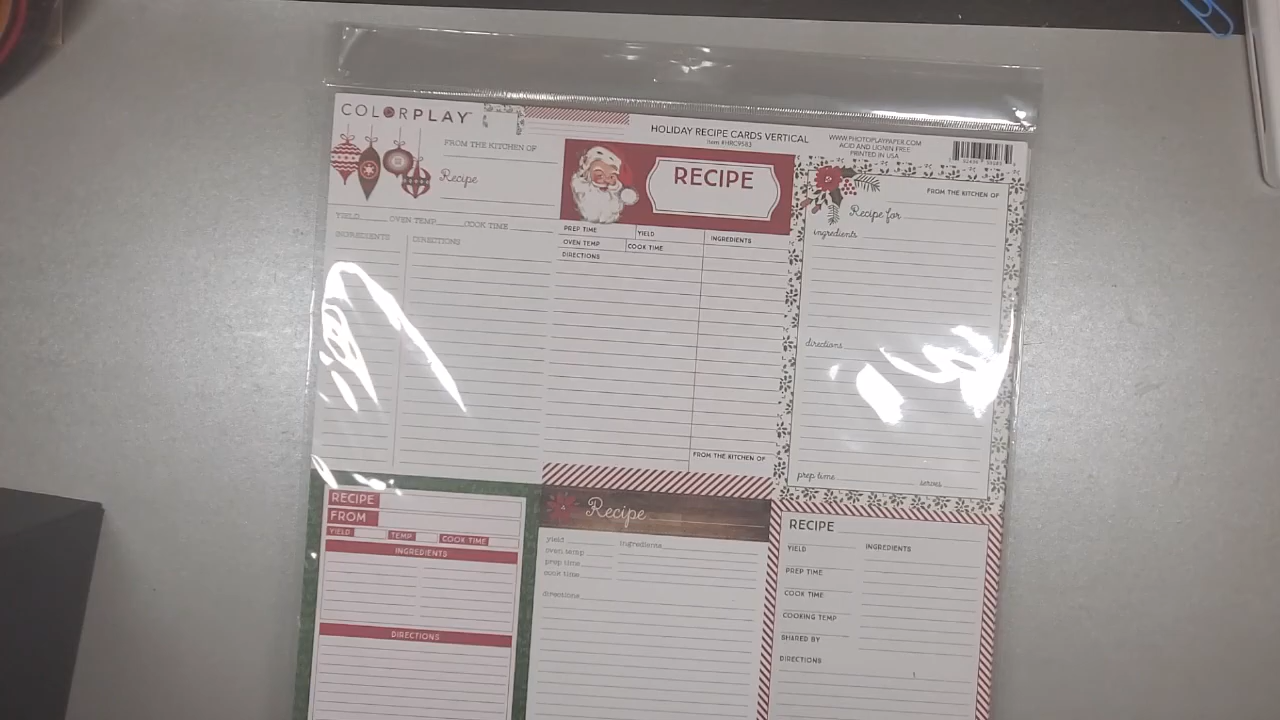 COLORPLAY
HOLIDAY RECIPE CARDS VERTICAL
Item #HRC9583
WWW.PHOTOPLAYPAPER.COM
ACID AND LIGNIN FREE
PRINTED IN USA
FROM THE KITCHEN OF
Recipe
YIELD OVEN TEMP COOK TIME
INGREDIENTS DIRECTIONS
RECIPE
PREP TIME YIELD INGREDIENTS
OVEN TEMP COOK TIME
DIRECTIONS
FROM THE KITCHEN OF
FROM THE KITCHEN OF
Recipe for
ingredients
directions
prep time serves
RECIPE
FROM
YIELD TEMP COOK TIME
INGREDIENTS
DIRECTIONS
Recipe
yield ingredients
oven temp
prep time
cook time
directions
RECIPE
YIELD INGREDIENTS
PREP TIME
COOK TIME
COOKING TEMP
SHARED BY
DIRECTIONS